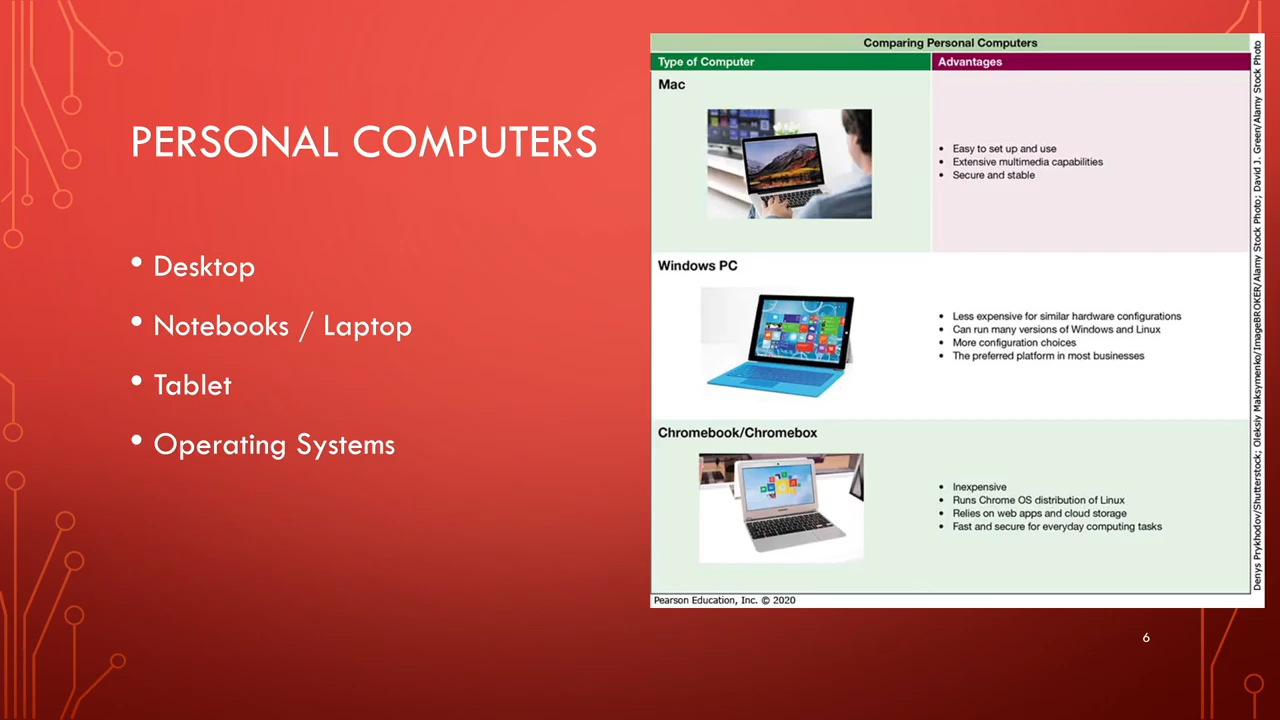 PERSONAL COMPUTERS
• Desktop
• Notebooks / Laptop
• Tablet
• Operating Systems
Comparing Personal Computers
Type of Computer
Advantages
Mac
• Easy to set up and use
• Extensive multimedia capabilities
• Secure and stable
Windows PC
• Less expensive for similar hardware configurations
• Can run many versions of Windows and Linux
• More configuration choices
• The preferred platform in most businesses
Chromebook/Chromebox
• Inexpensive
• Runs Chrome OS distribution of Linux
• Relies on web apps and cloud storage
• Fast and secure for everyday computing tasks
Denys Prykhodov/Shutterstock; Oleksiy Maksymenko/ImageBROKER/Alamy Stock Photo; David J. Green/Alamy Stock Photo
Pearson Education, Inc. © 2020
6